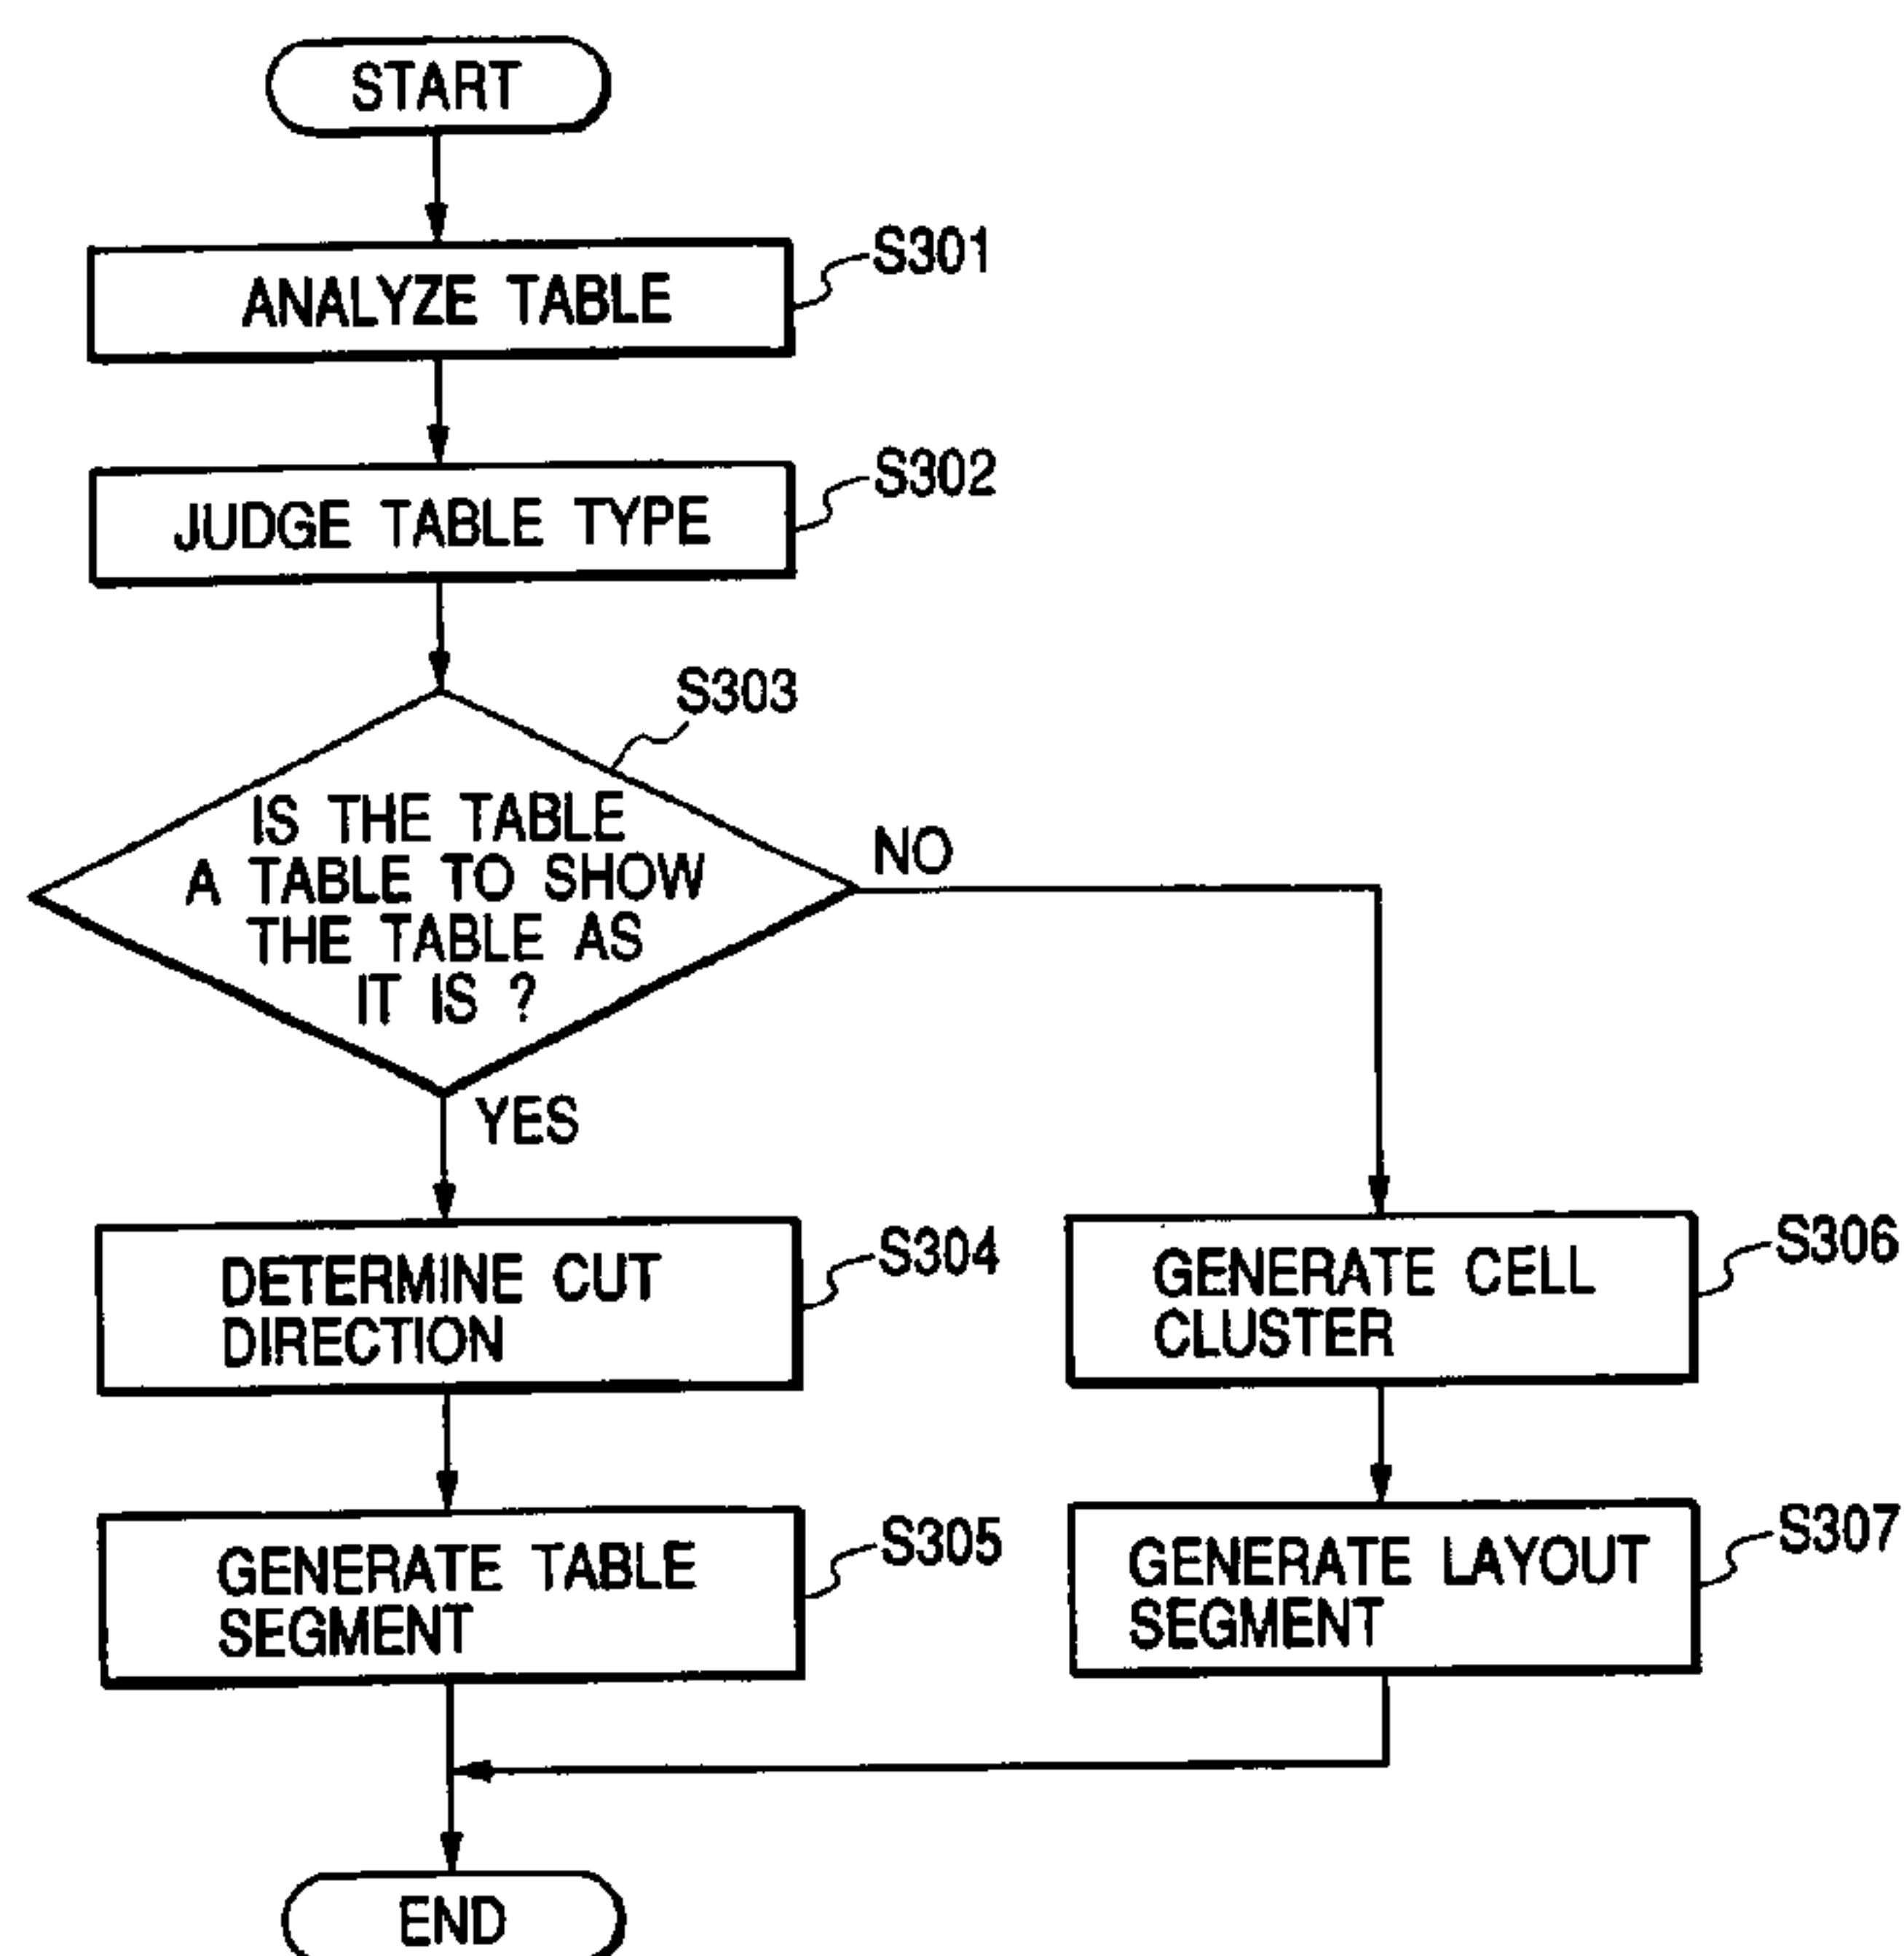 START
ANALYZE TABLE
S301
JUDGE TABLE TYPE
S302
S303
IS THE TABLE
A TABLE TO SHOW
THE TABLE AS
IT IS ?
NO
YES
DETERMINE CUT
DIRECTION
S304
GENERATE CELL
CLUSTER
S306
GENERATE TABLE
SEGMENT
S305
GENERATE LAYOUT
SEGMENT
S307
END